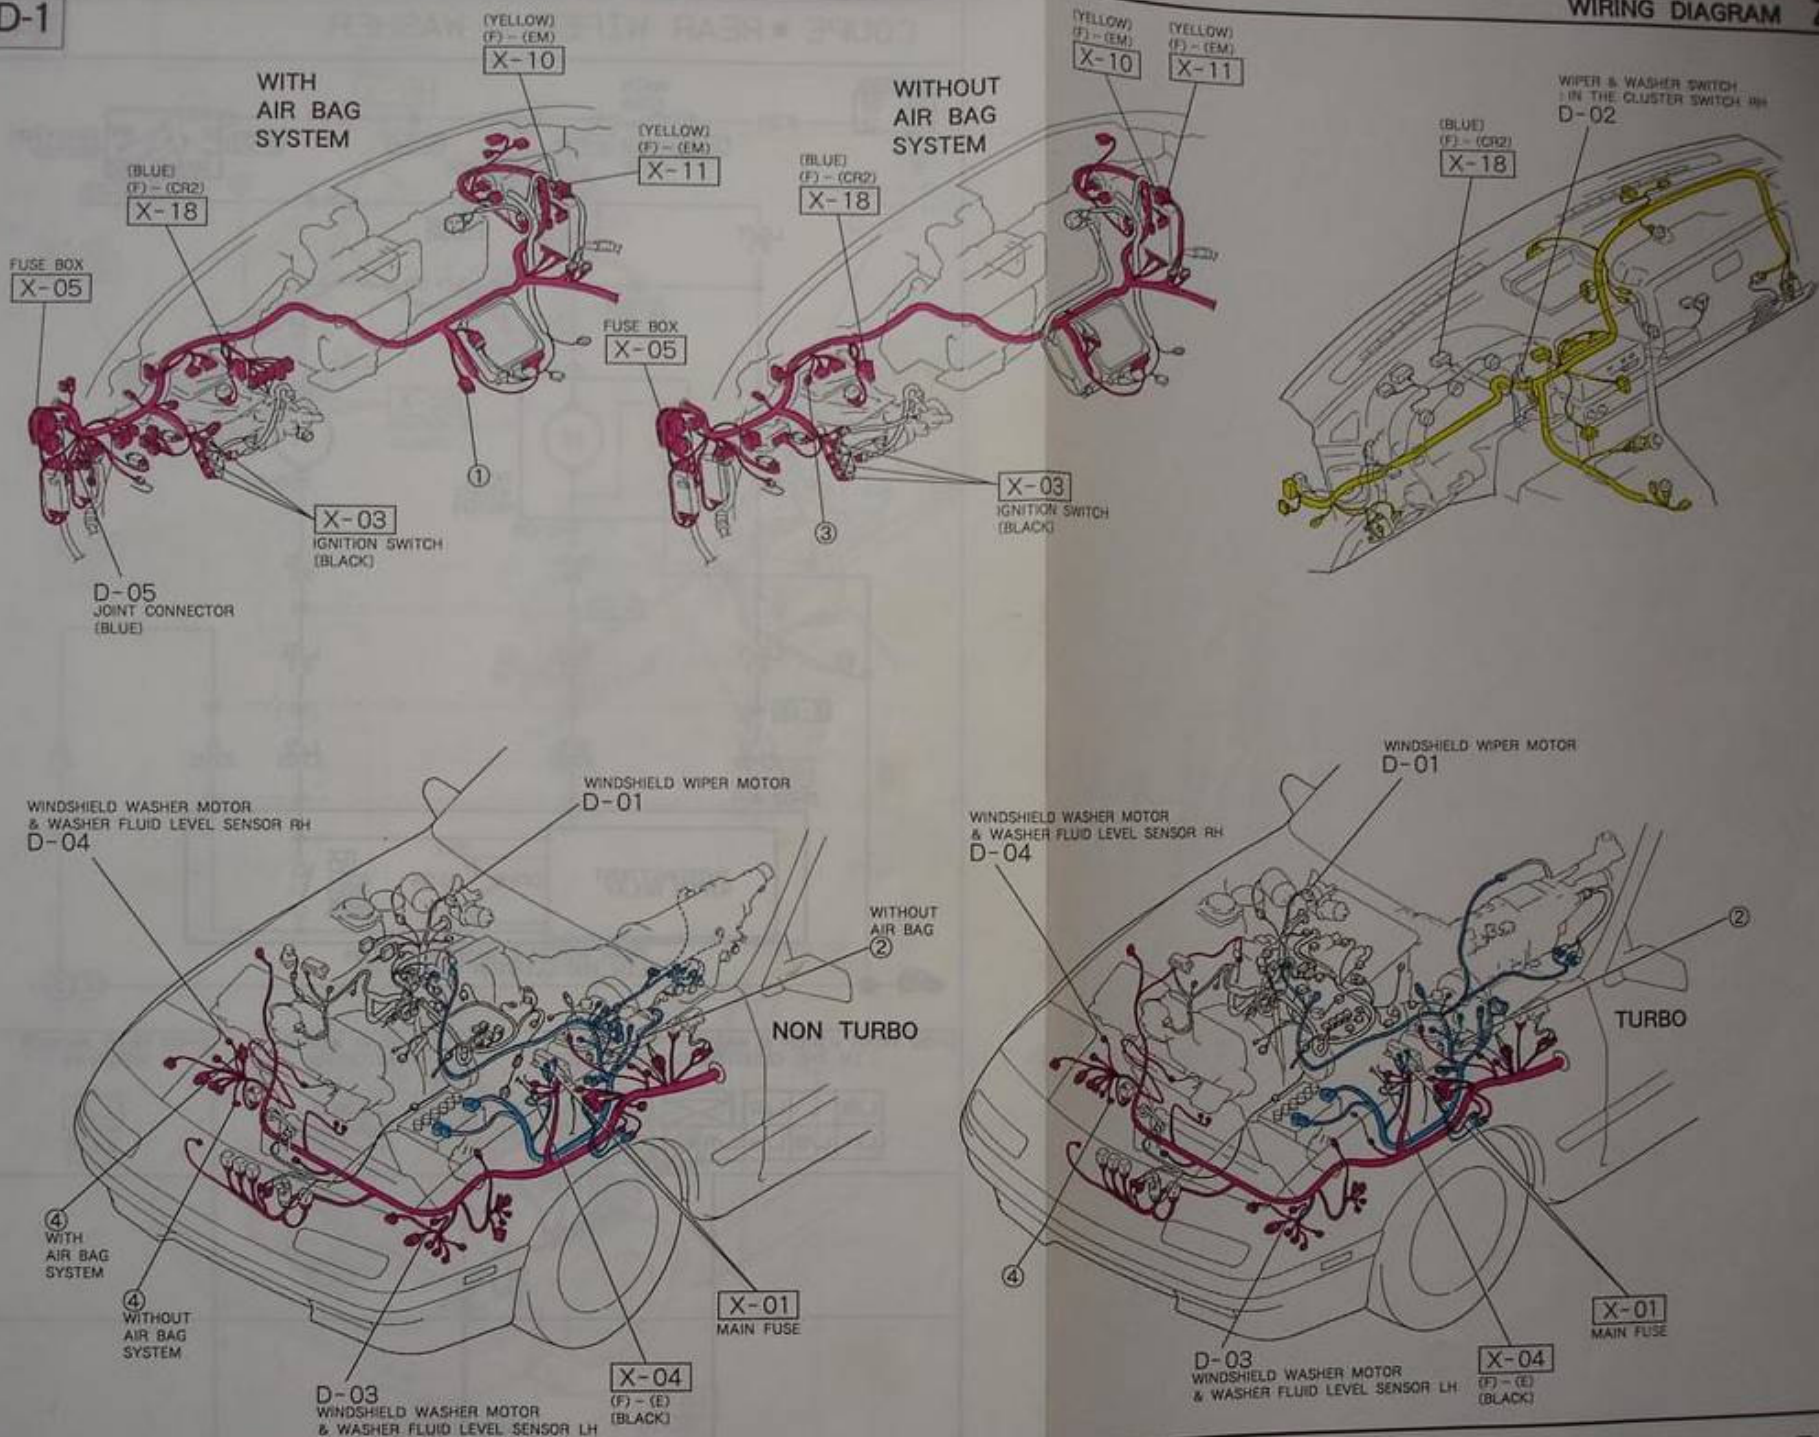 D-1
WIRING DIAGRAM
WITH
AIR BAG
SYSTEM
(YELLOW)
(F)-(EM)
X-10
(YELLOW)
(F)-(EM)
X-11
(BLUE)
(F)-(CR2)
X-18
FUSE BOX
X-05
①
X-03
IGNITION SWITCH
(BLACK)
D-05
JOINT CONNECTOR
(BLUE)
WITHOUT
AIR BAG
SYSTEM
(YELLOW)
(F)-(EM)
X-10
(YELLOW)
(F)-(EM)
X-11
(BLUE)
(F)-(CR2)
X-18
FUSE BOX
X-05
③
X-03
IGNITION SWITCH
(BLACK)
WIPER & WASHER SWITCH
IN THE CLUSTER SWITCH RH
D-02
(BLUE)
(F)-(CR2)
X-18
WINDSHIELD WIPER MOTOR
D-01
WINDSHIELD WASHER MOTOR
& WASHER FLUID LEVEL SENSOR RH
D-04
WITHOUT
AIR BAG
②
NON TURBO
④
WITH
AIR BAG
SYSTEM
④
WITHOUT
AIR BAG
SYSTEM
X-01
MAIN FUSE
X-04
(F)-(E)
(BLACK)
D-03
WINDSHIELD WASHER MOTOR
& WASHER FLUID LEVEL SENSOR LH
WINDSHIELD WIPER MOTOR
D-01
WINDSHIELD WASHER MOTOR
& WASHER FLUID LEVEL SENSOR RH
D-04
②
TURBO
④
X-01
MAIN FUSE
X-04
(F)-(E)
(BLACK)
D-03
WINDSHIELD WASHER MOTOR
& WASHER FLUID LEVEL SENSOR LH